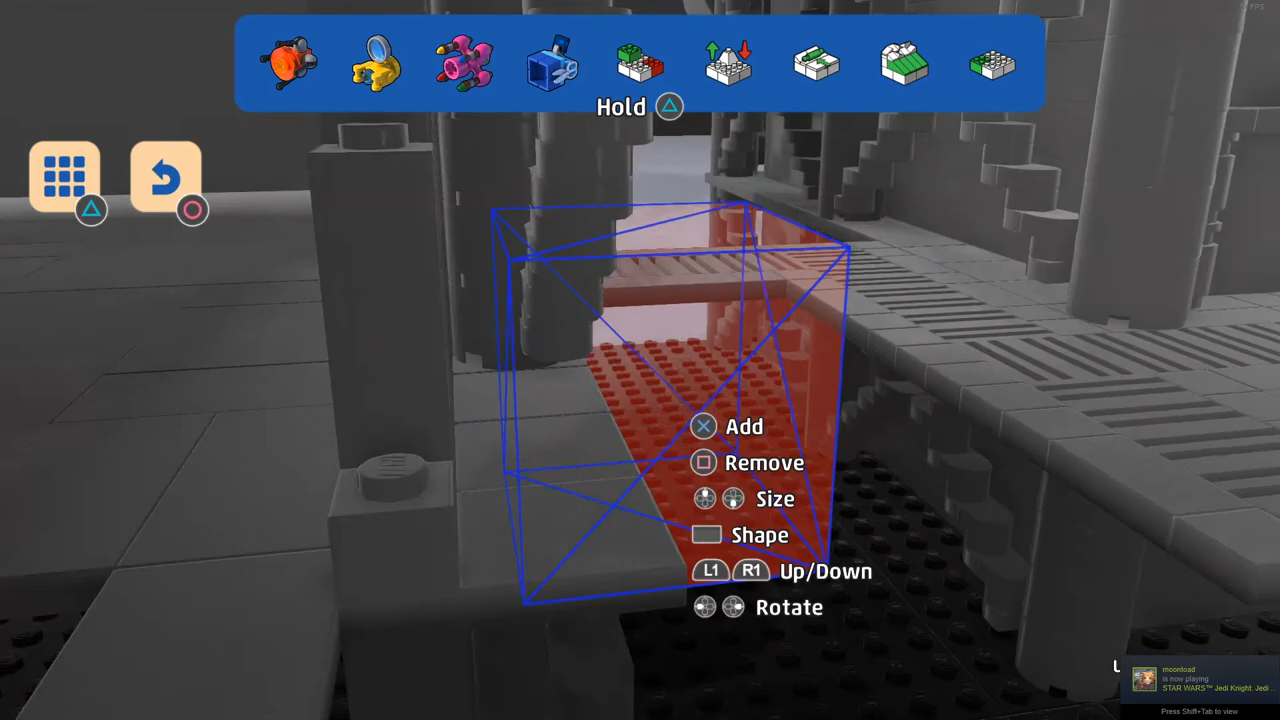 FPS
Hold
Add
Remove
Size
Shape
L1 R1 Up/Down
Rotate
moontoad
is now playing
STAR WARS™ Jedi Knight: Jedi ...
Press Shift+Tab to view